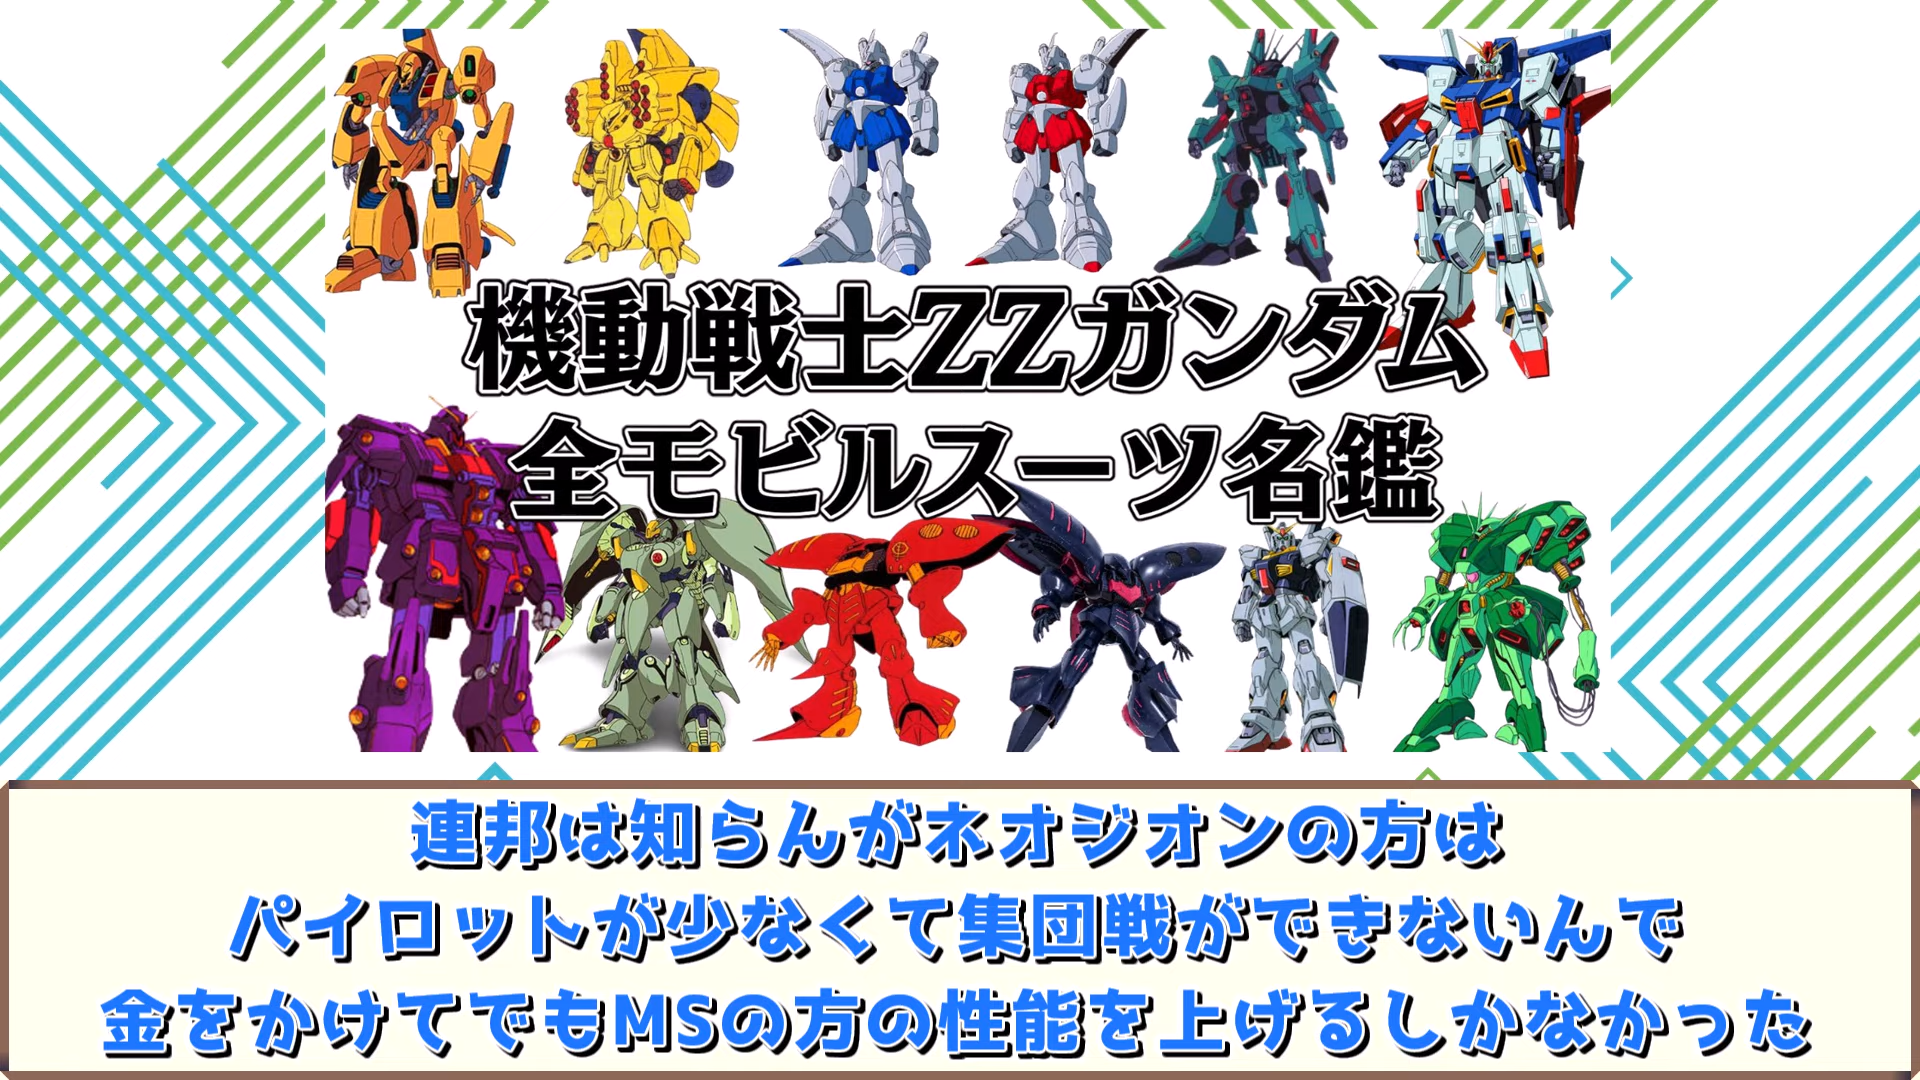 機動戦士ZZガンダム
全モビルスーツ名鑑
連邦は知らんがネオジオンの方は
パイロットが少なくて集団戦ができないんで
金をかけてでもMSの方の性能を上げるしかなかった